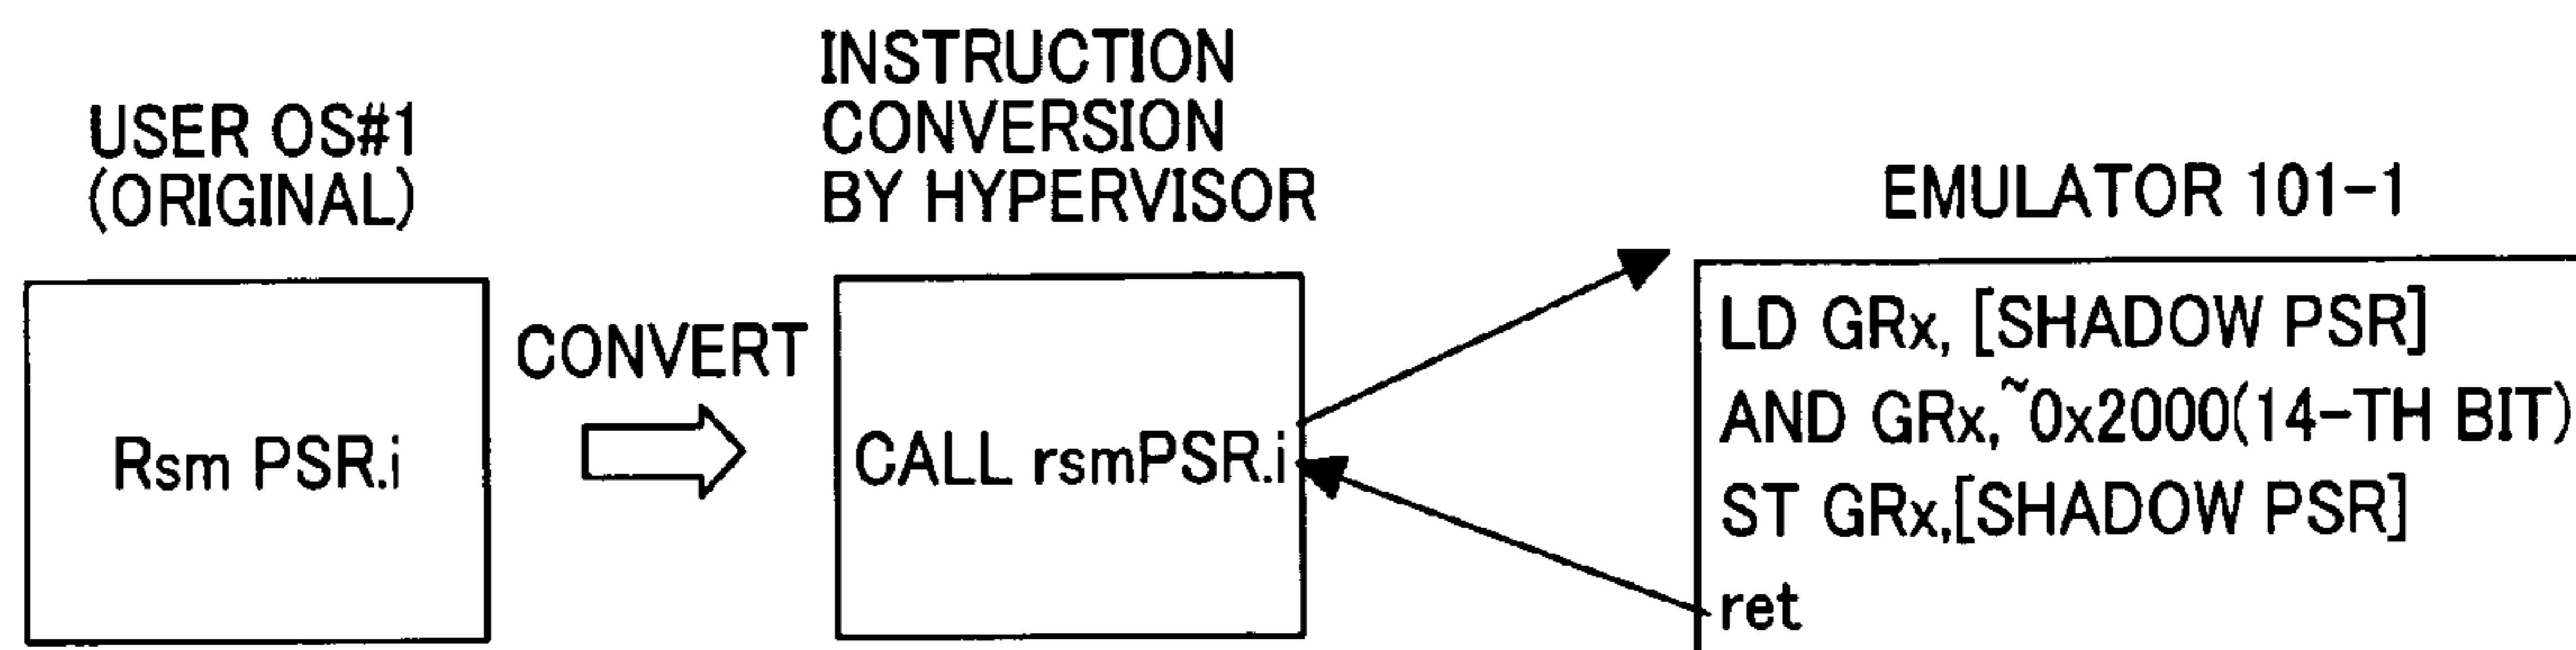 USER OS#1
(ORIGINAL)
Rsm PSR.i
CONVERT
INSTRUCTION
CONVERSION
BY HYPERVISOR
CALL rsmPSR.i
EMULATOR 101-1
LD GRx, [SHADOW PSR]
AND GRx,~0x2000(14-TH BIT)
ST GRx,[SHADOW PSR]
ret